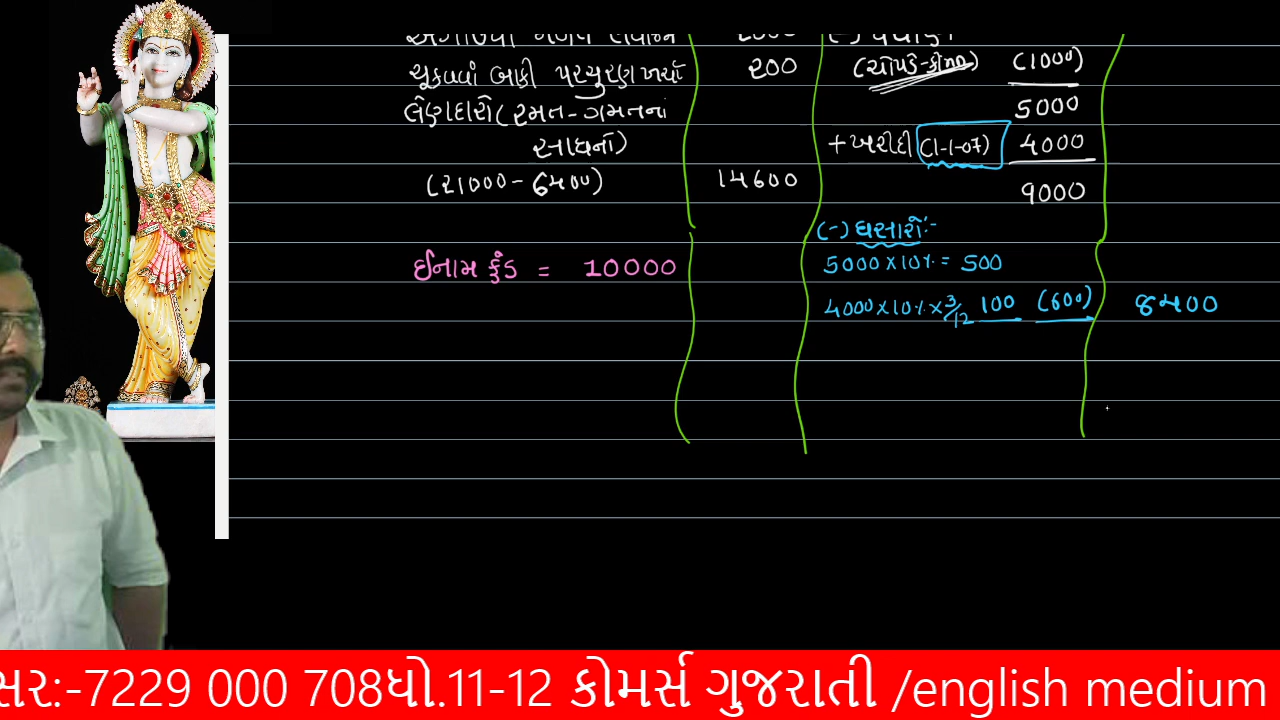 ચૂકવવાં બાકી પરચુરણ ખર્ચા 200
લેણદારો (રમત-ગમતનાં
સાધનો)
(21000 - 6400) 14600
ઈનામ ફંડ = 10000
(ચોપડે-કીંમત) (1000)
5000
+ ખરીદી (1-1-07) 4000
9000
(-) ઘસારો:-
5000 x 10% = 500
4000 x 10% x 3/12 100 (600) 8400
સર:-7229 000 708ધો.11-12 કોમર્સ ગુજરાતી /english medium